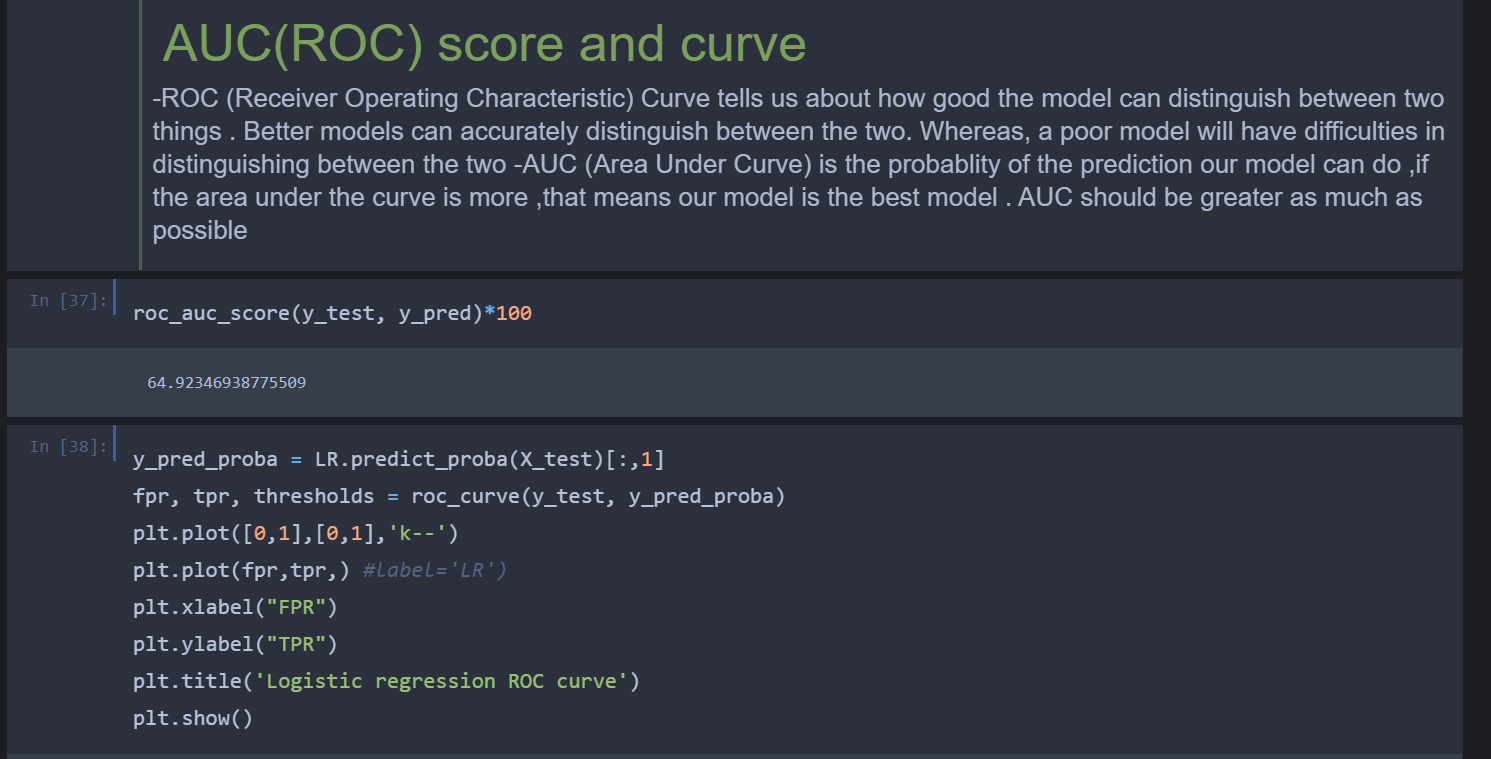 AUC(ROC) score and curve
-ROC (Receiver Operating Characteristic) Curve tells us about how good the model can distinguish between two
things . Better models can accurately distinguish between the two. Whereas, a poor model will have difficulties in
distinguishing between the two -AUC (Area Under Curve) is the probablity of the prediction our model can do ,if
the area under the curve is more ,that means our model is the best model . AUC should be greater as much as
possible
In [37]:
roc_auc_score(y_test, y_pred)*100
64.92346938775509
In [38]:
y_pred_proba = LR.predict_proba(X_test)[:,1]
fpr, tpr, thresholds = roc_curve(y_test, y_pred_proba)
plt.plot([0,1],[0,1],'k--')
plt.plot(fpr,tpr,) #label='LR')
plt.xlabel("FPR")
plt.ylabel("TPR")
plt.title('Logistic regression ROC curve')
plt.show()